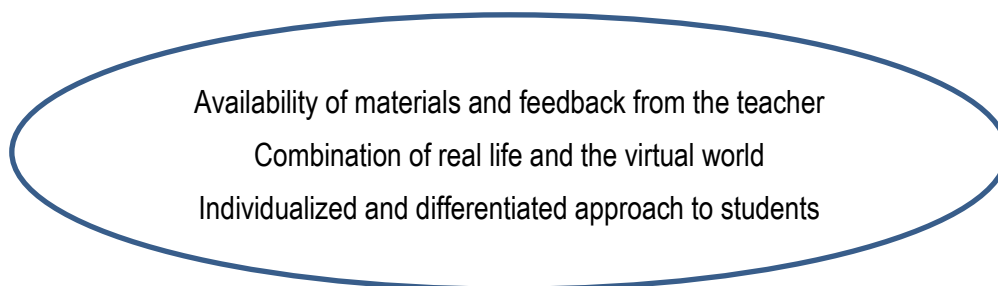 Availability of materials and feedback from the teacher
Combination of real life and the virtual world
Individualized and differentiated approach to students